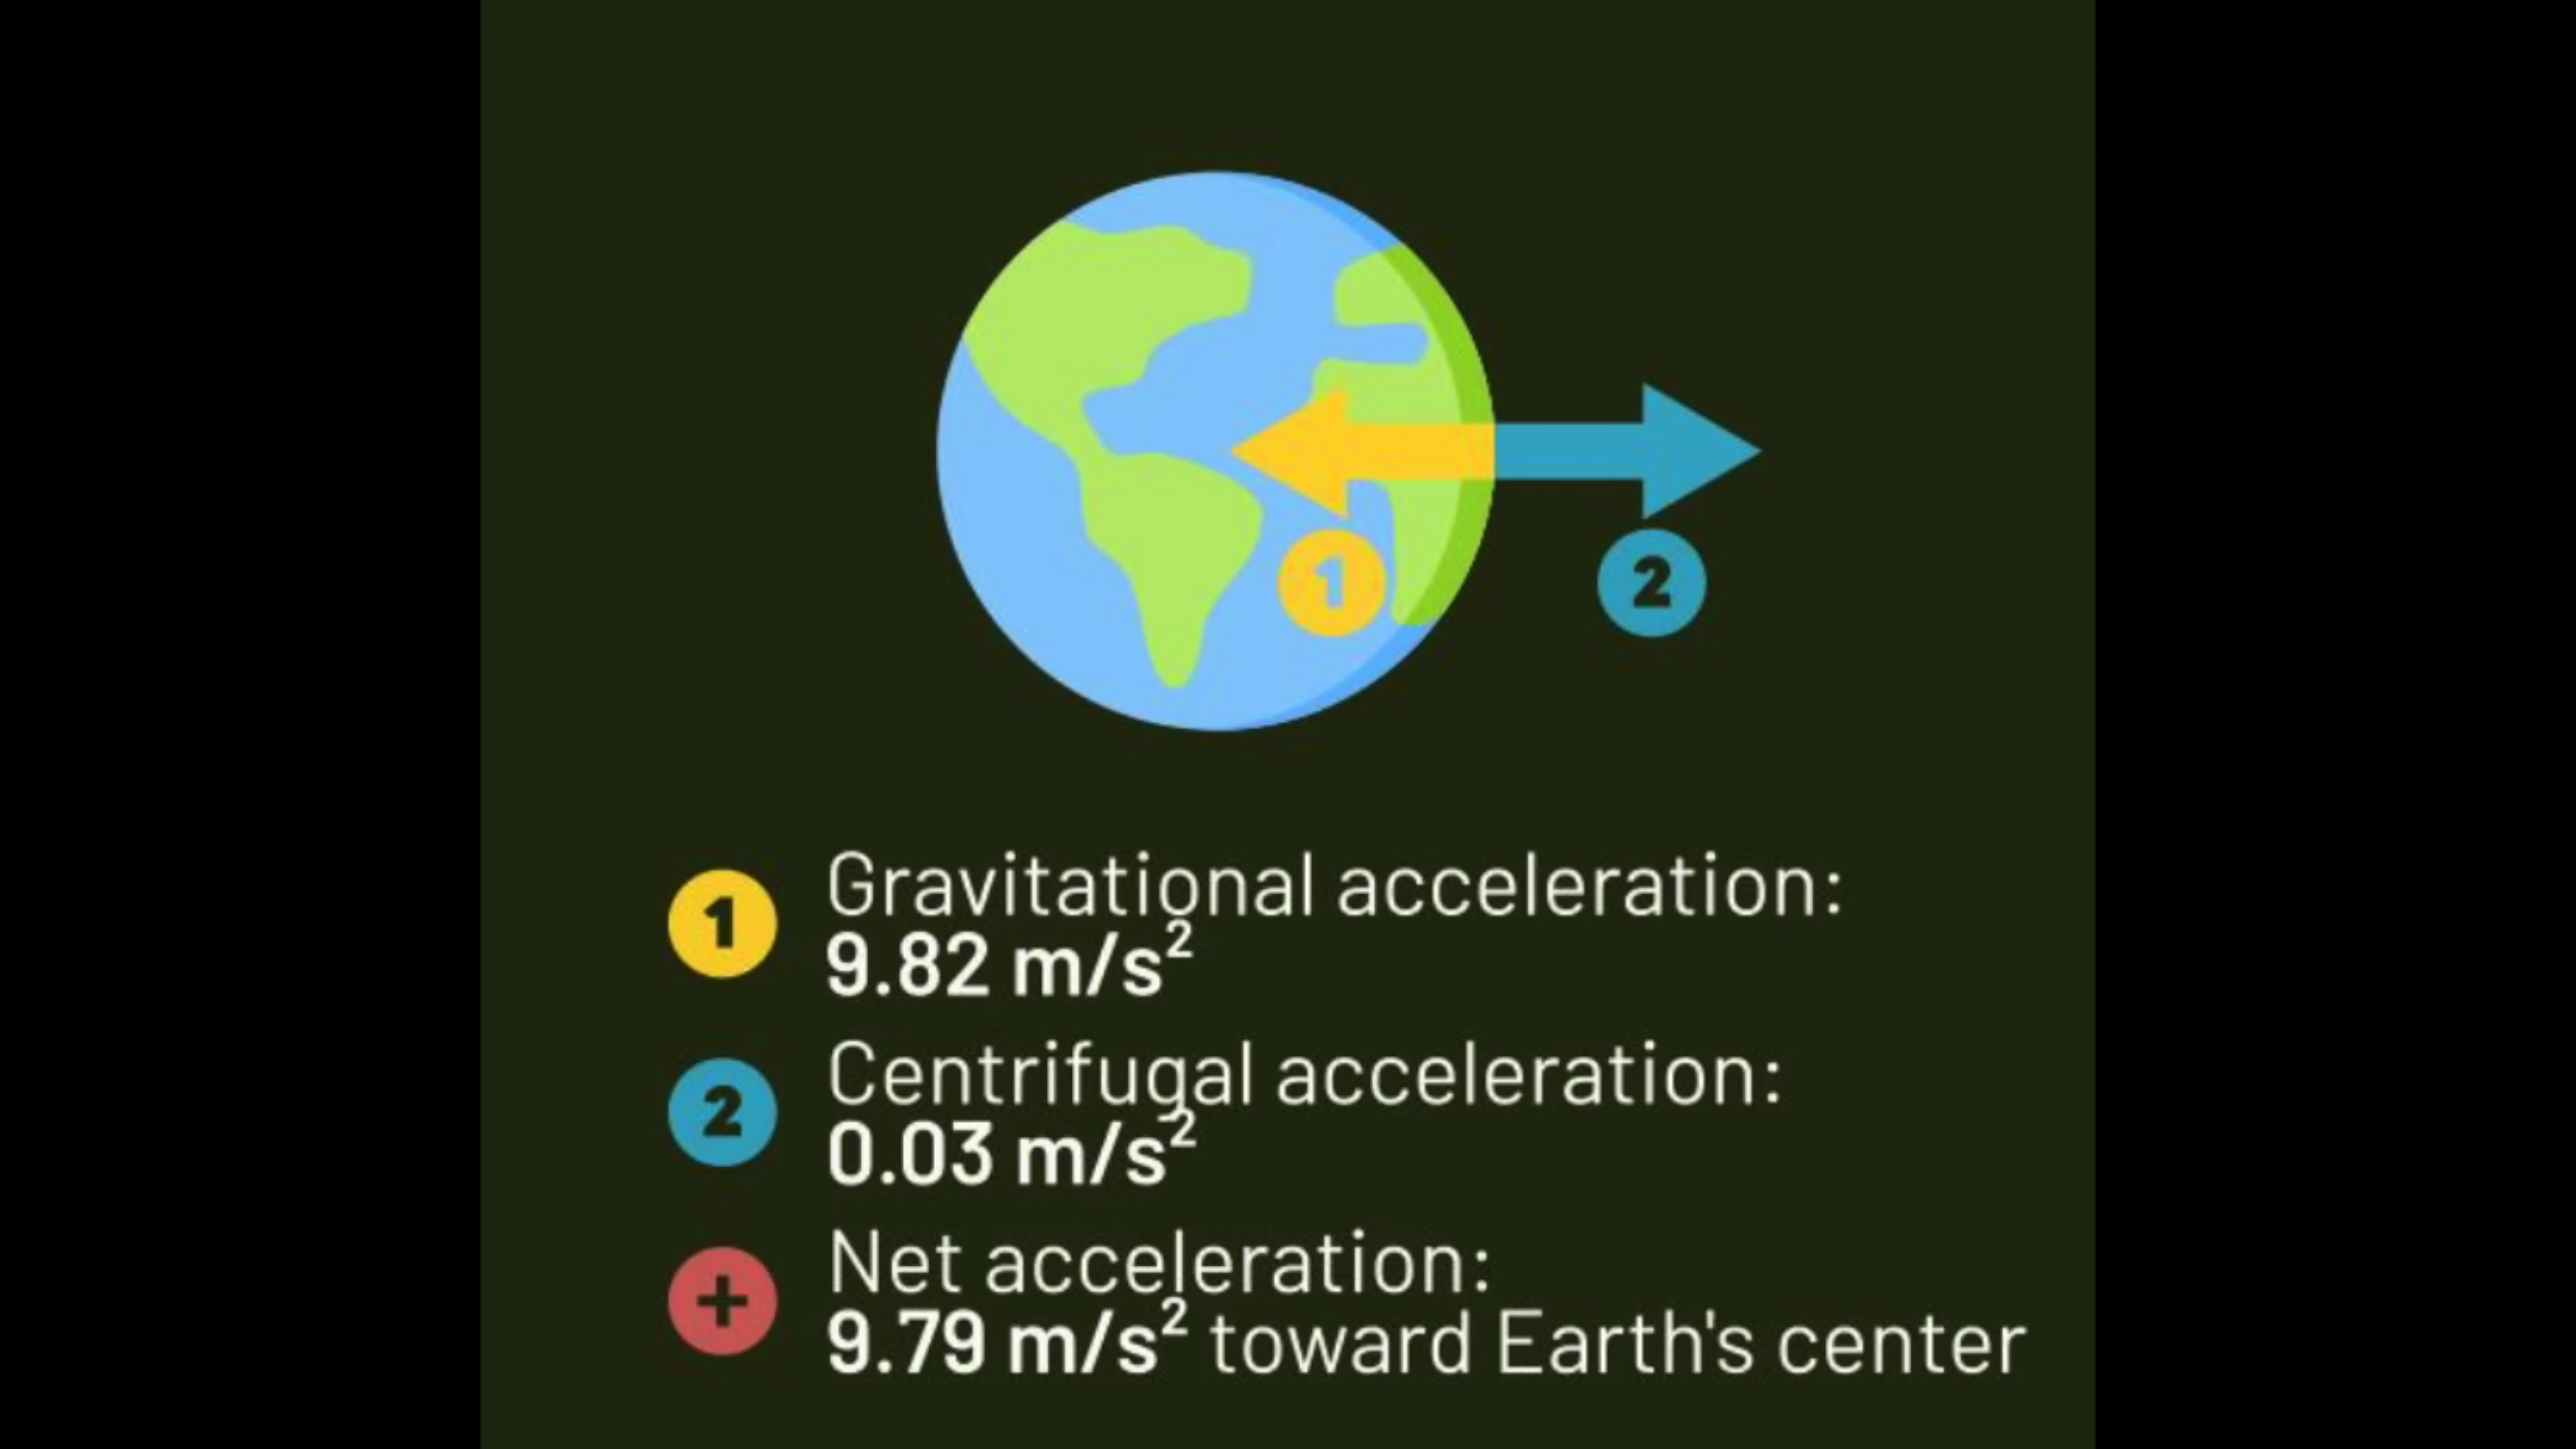 1
2
1 Gravitational acceleration:
9.82 m/s²
2 Centrifugal acceleration:
0.03 m/s²
+ Net acceleration:
9.79 m/s² toward Earth's center